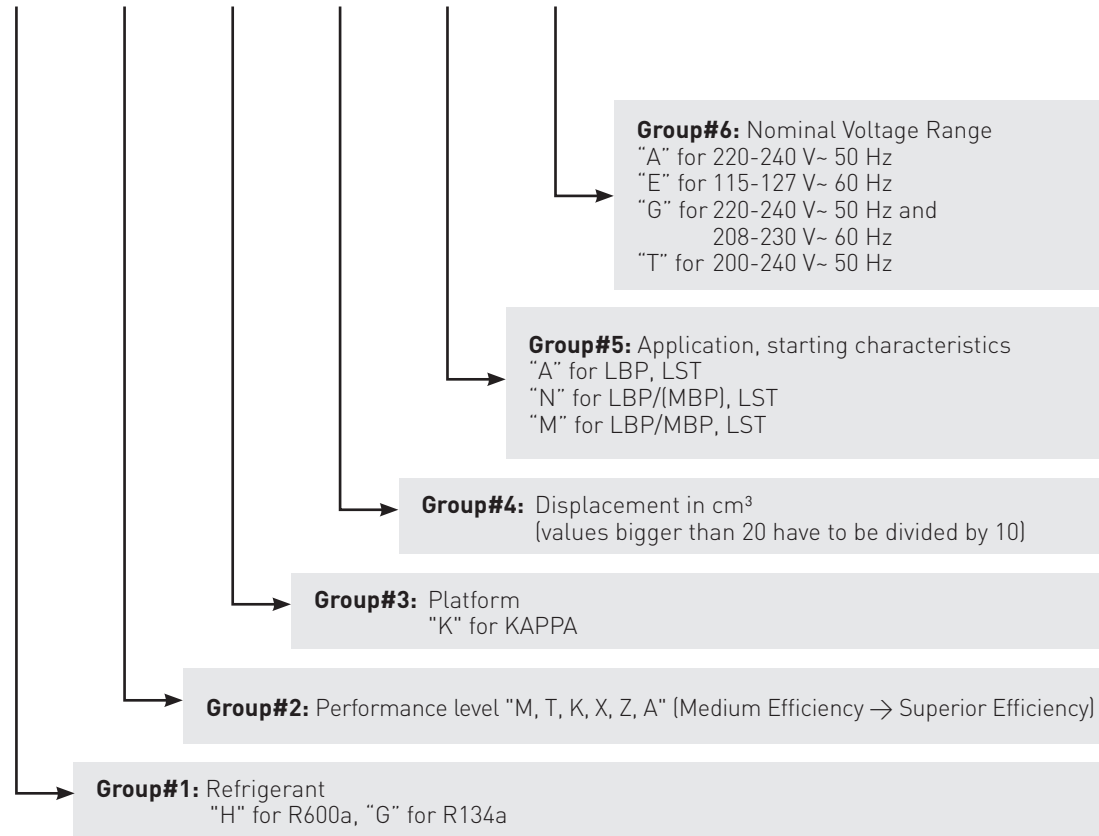 Group#6: Nominal Voltage Range
“A” for 220-240 V~ 50 Hz
“E” for 115-127 V~ 60 Hz
“G” for 220-240 V~ 50 Hz and
208-230 V~ 60 Hz
“T” for 200-240 V~ 50 Hz
Group#5: Application, starting characteristics
“A” for LBP, LST
“N” for LBP/(MBP), LST
“M” for LBP/MBP, LST
Group#4: Displacement in cm³
(values bigger than 20 have to be divided by 10)
Group#3: Platform
"K" for KAPPA
Group#2: Performance level "M, T, K, X, Z, A" (Medium Efficiency → Superior Efficiency)
Group#1: Refrigerant
"H" for R600a, “G” for R134a